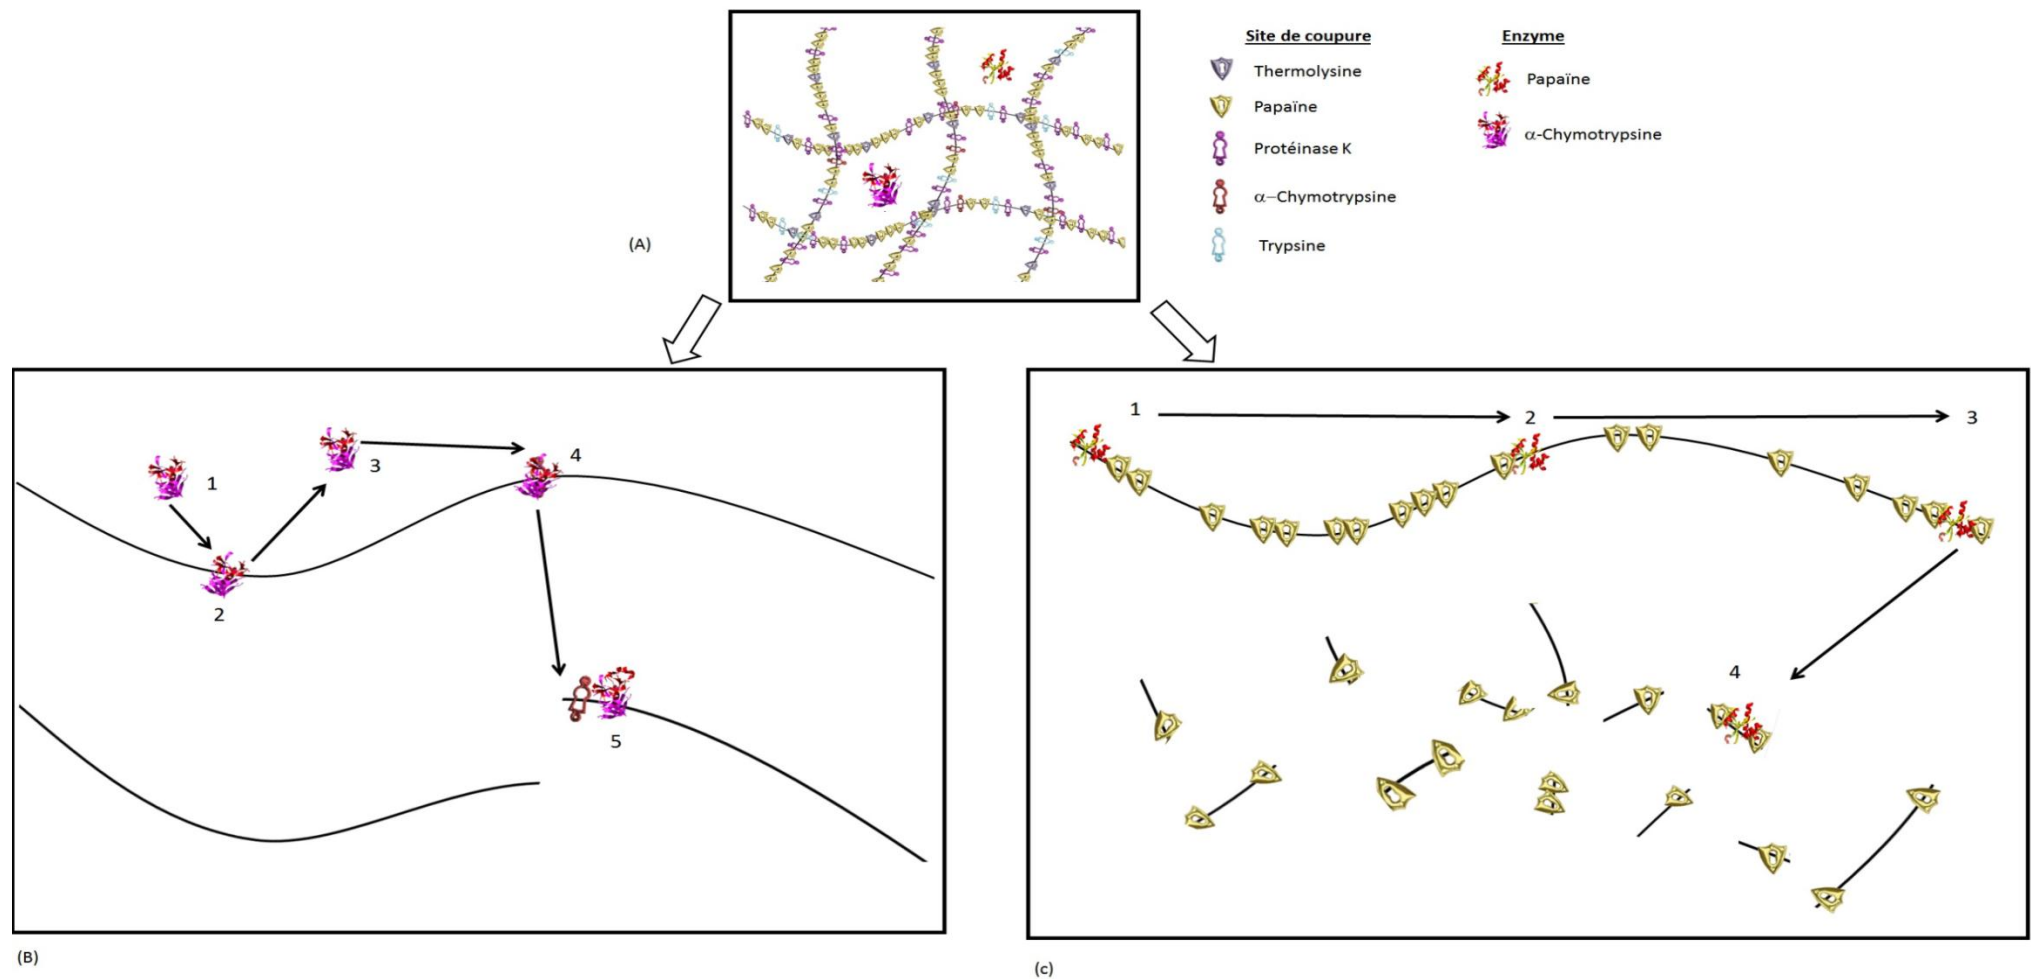 Site de coupure
Enzyme
Thermolysine
Papaïne
Papaïne
α-Chymotrypsine
Protéinase K
α–Chymotrypsine
Trypsine
(A)
1
2
3
4
5
(B)
1
2
3
4
(c)